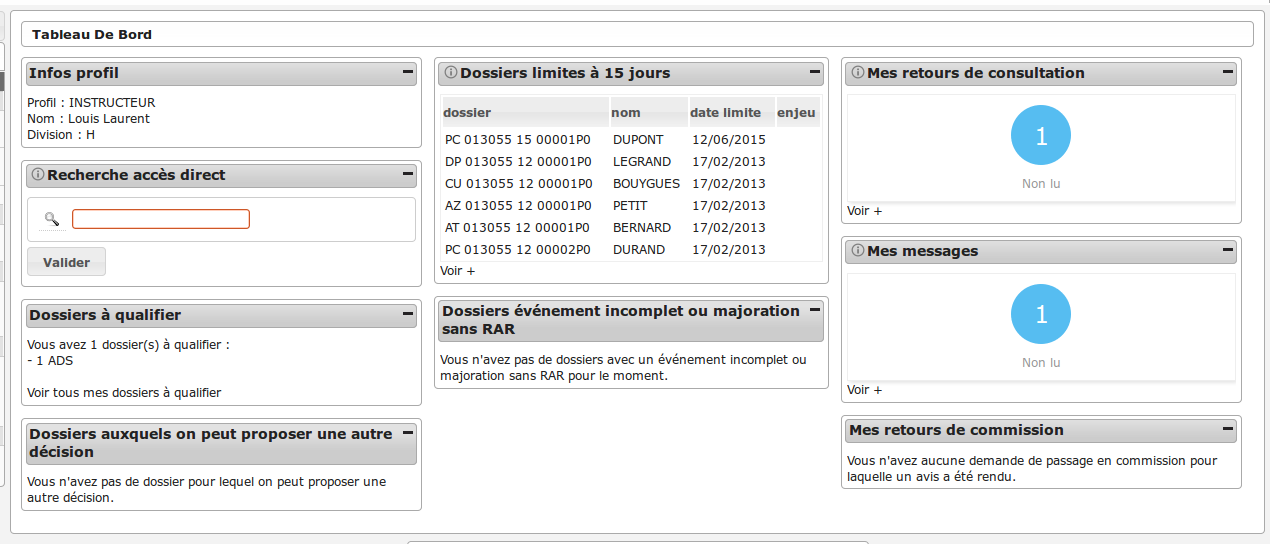 Tableau De Bord
Infos profil
Profil : INSTRUCTEUR
Nom : Louis Laurent
Division : H
Recherche accès direct
Valider
Dossiers à qualifier
Vous avez 1 dossier(s) à qualifier :
- 1 ADS
Voir tous mes dossiers à qualifier
Dossiers auxquels on peut proposer une autre
décision
Vous n'avez pas de dossier pour lequel on peut proposer une
autre décision.
Dossiers limites à 15 jours
dossier nom date limite enjeu
PC 013055 15 00001P0 DUPONT 12/06/2015
DP 013055 12 00001P0 LEGRAND 17/02/2013
CU 013055 12 00001P0 BOUYGUES 17/02/2013
AZ 013055 12 00001P0 PETIT 17/02/2013
AT 013055 12 00001P0 BERNARD 17/02/2013
PC 013055 12 00002P0 DURAND 17/02/2013
Voir +
Dossiers événement incomplet ou majoration
sans RAR
Vous n'avez pas de dossiers avec un événement incomplet ou
majoration sans RAR pour le moment.
Mes retours de consultation
1
Non lu
Voir +
Mes messages
1
Non lu
Voir +
Mes retours de commission
Vous n'avez aucune demande de passage en commission pour
laquelle un avis a été rendu.